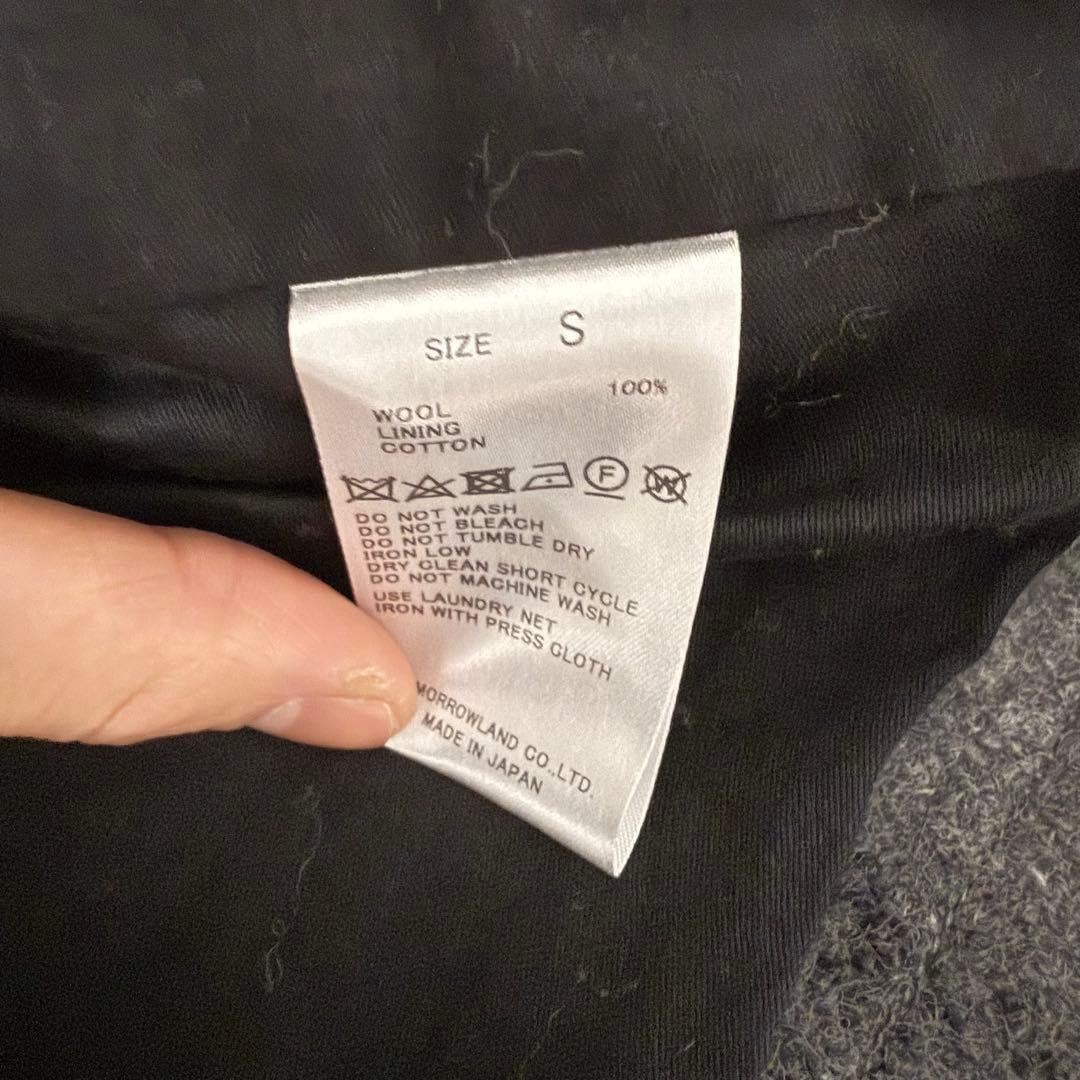 SIZE S
100%
WOOL
LINING
COTTON
F W
DO NOT WASH
DO NOT BLEACH
DO NOT TUMBLE DRY
IRON LOW
DRY CLEAN SHORT CYCLE
DO NOT MACHINE WASH
USE LAUNDRY NET
IRON WITH PRESS CLOTH
MORROWLAND CO.,LTD.
MADE IN JAPAN